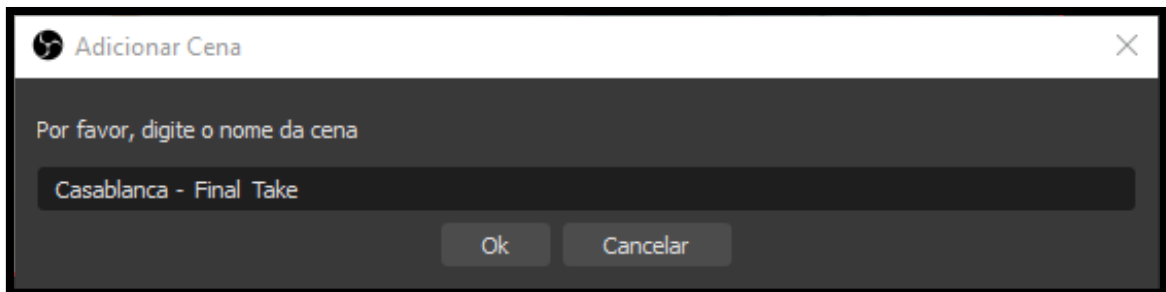 Adicionar Cena
Por favor, digite o nome da cena
Casablanca - Final Take
Ok Cancelar